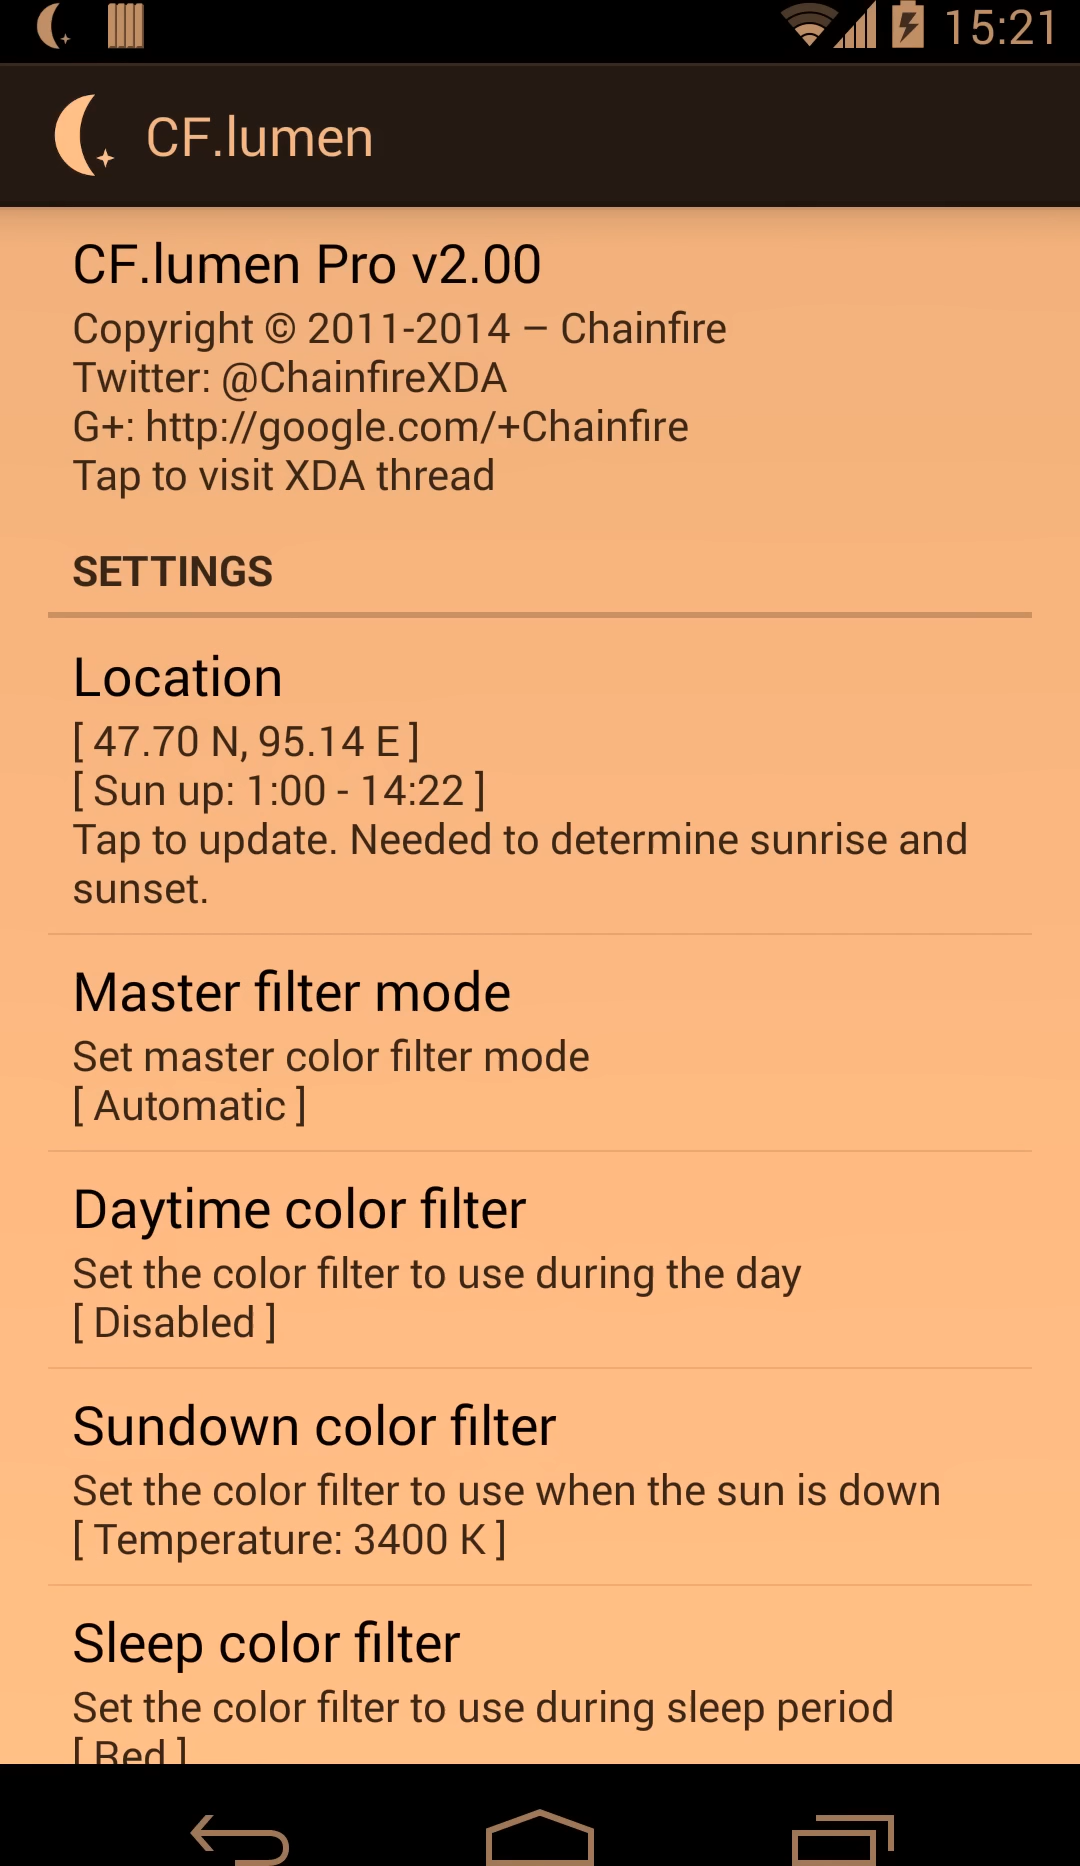 15:21
CF.lumen
CF.lumen Pro v2.00
Copyright © 2011-2014 – Chainfire
Twitter: @ChainfireXDA
G+: http://google.com/+Chainfire
Tap to visit XDA thread
SETTINGS
Location
[ 47.70 N, 95.14 E ]
[ Sun up: 1:00 - 14:22 ]
Tap to update. Needed to determine sunrise and
sunset.
Master filter mode
Set master color filter mode
[ Automatic ]
Daytime color filter
Set the color filter to use during the day
[ Disabled ]
Sundown color filter
Set the color filter to use when the sun is down
[ Temperature: 3400 K ]
Sleep color filter
Set the color filter to use during sleep period
[ Red ]